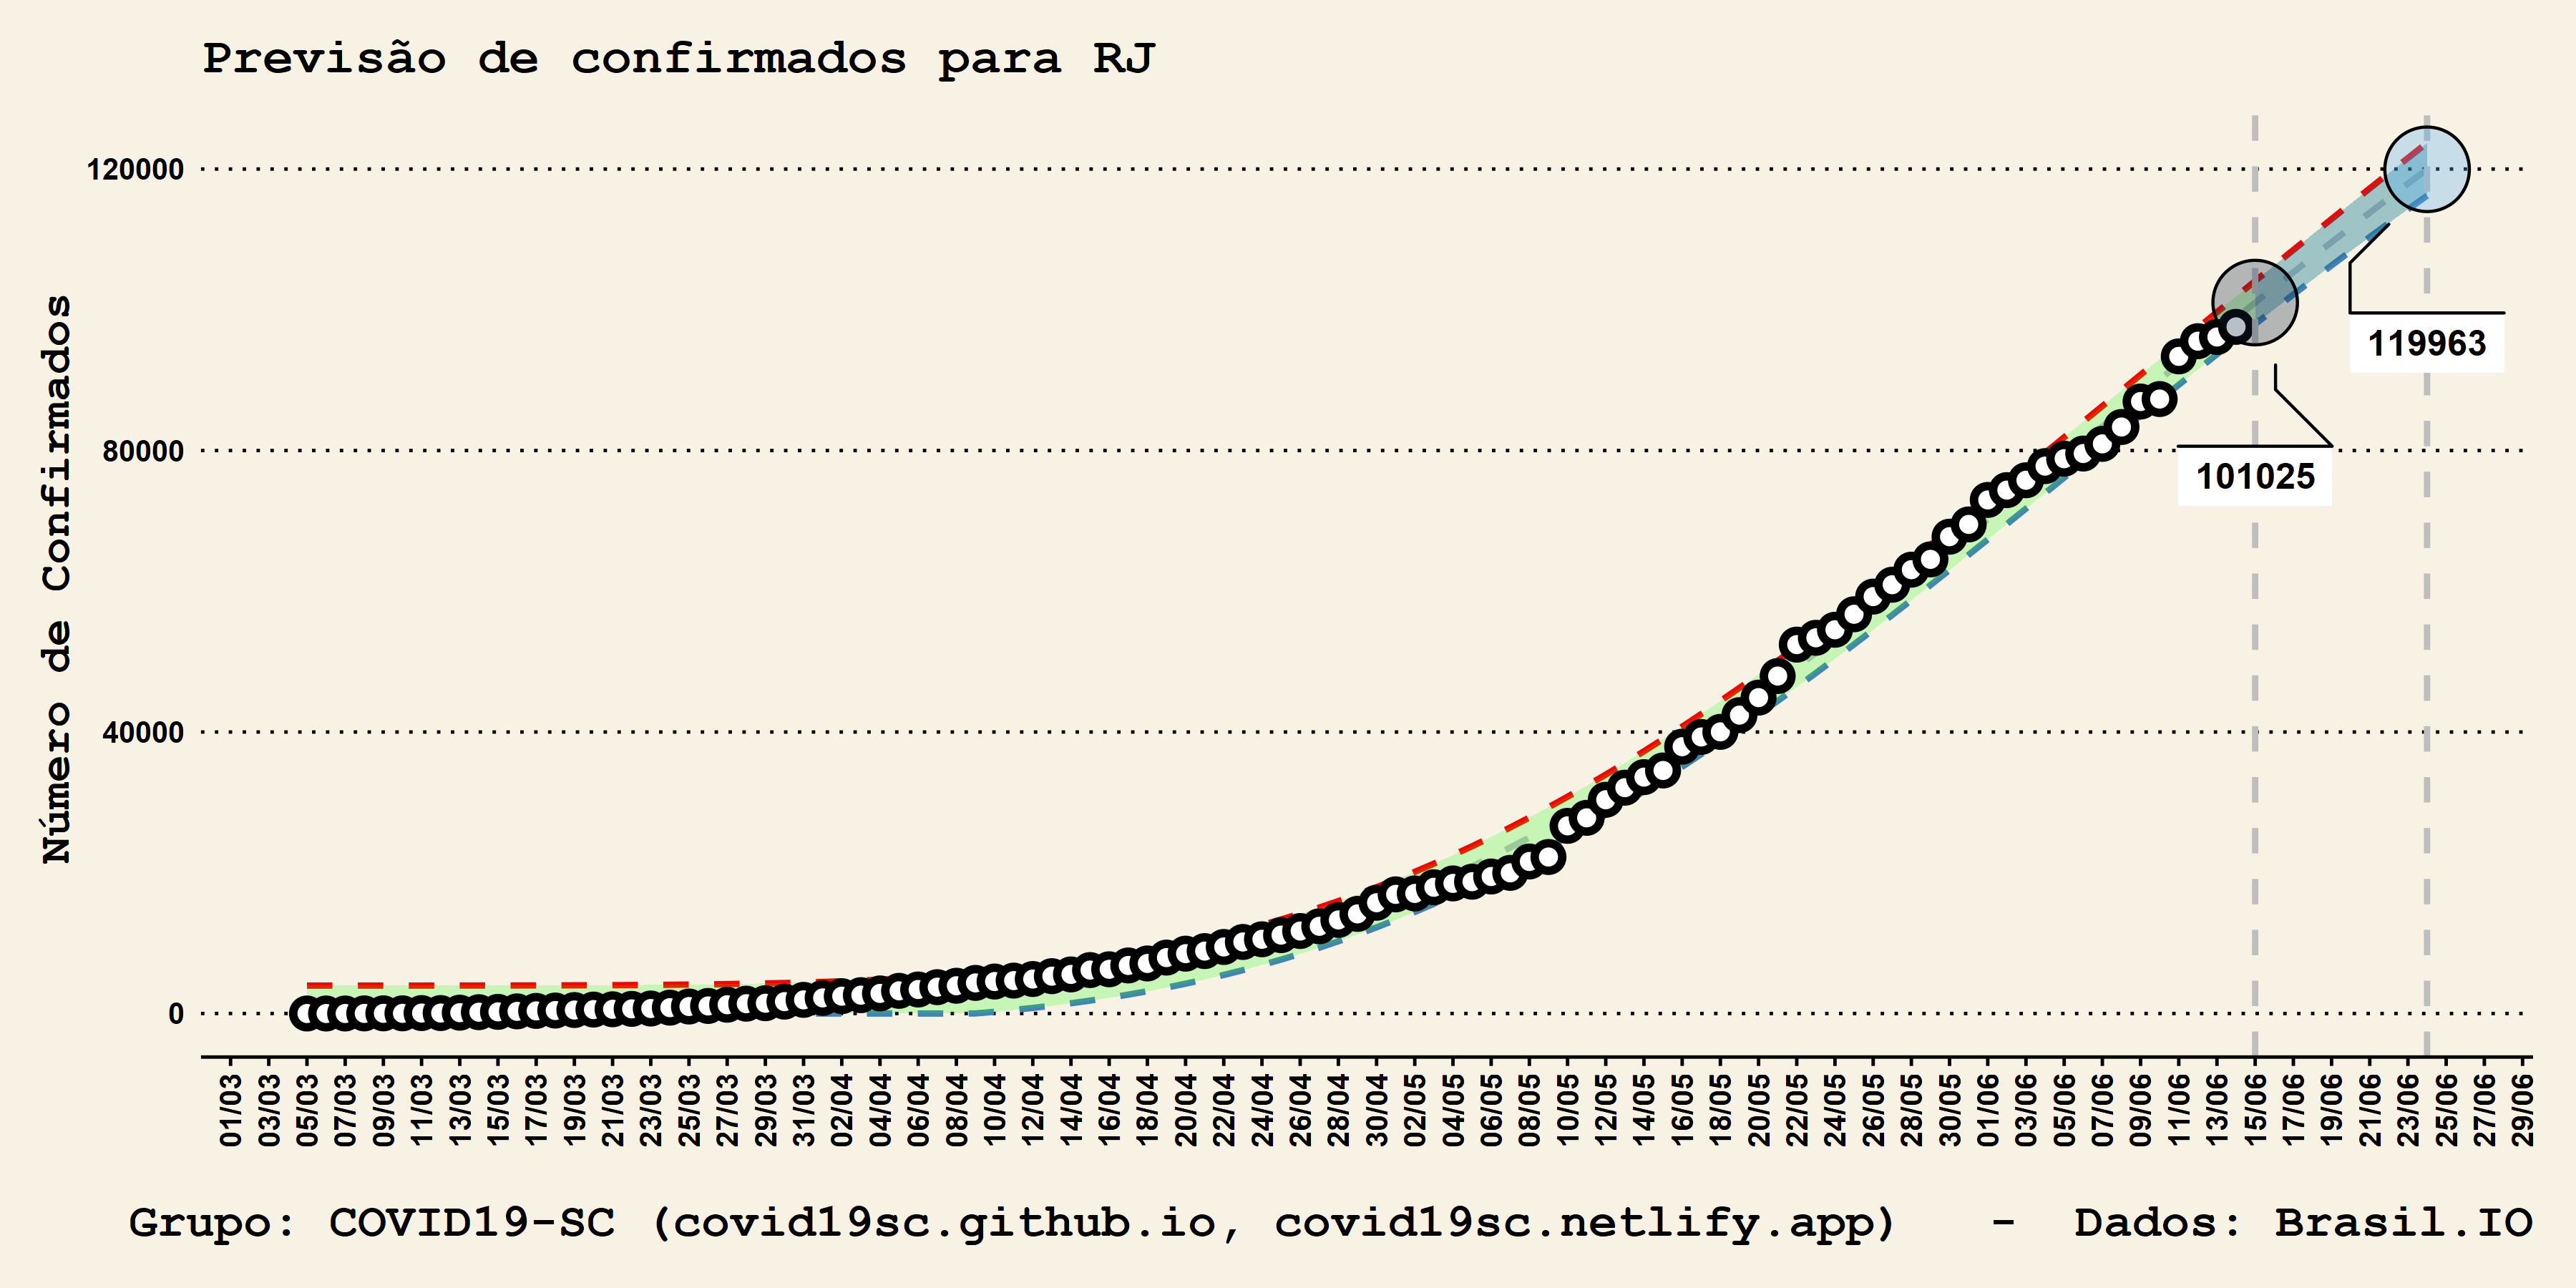 Previsão de confirmados para RJ
Número de Confirmados
120000
80000
40000
0
119963
101025
01/03 03/03 05/03 07/03 09/03 11/03 13/03 15/03 17/03 19/03 21/03 23/03 25/03 27/03 29/03 31/03 02/04 04/04 06/04 08/04 10/04 12/04 14/04 16/04 18/04 20/04 22/04 24/04 26/04 28/04 30/04 02/05 04/05 06/05 08/05 10/05 12/05 14/05 16/05 18/05 20/05 22/05 24/05 26/05 28/05 30/05 01/06 03/06 05/06 07/06 09/06 11/06 13/06 15/06 17/06 19/06 21/06 23/06 25/06 27/06 29/06
Grupo: COVID19-SC (covid19sc.github.io, covid19sc.netlify.app) - Dados: Brasil.IO